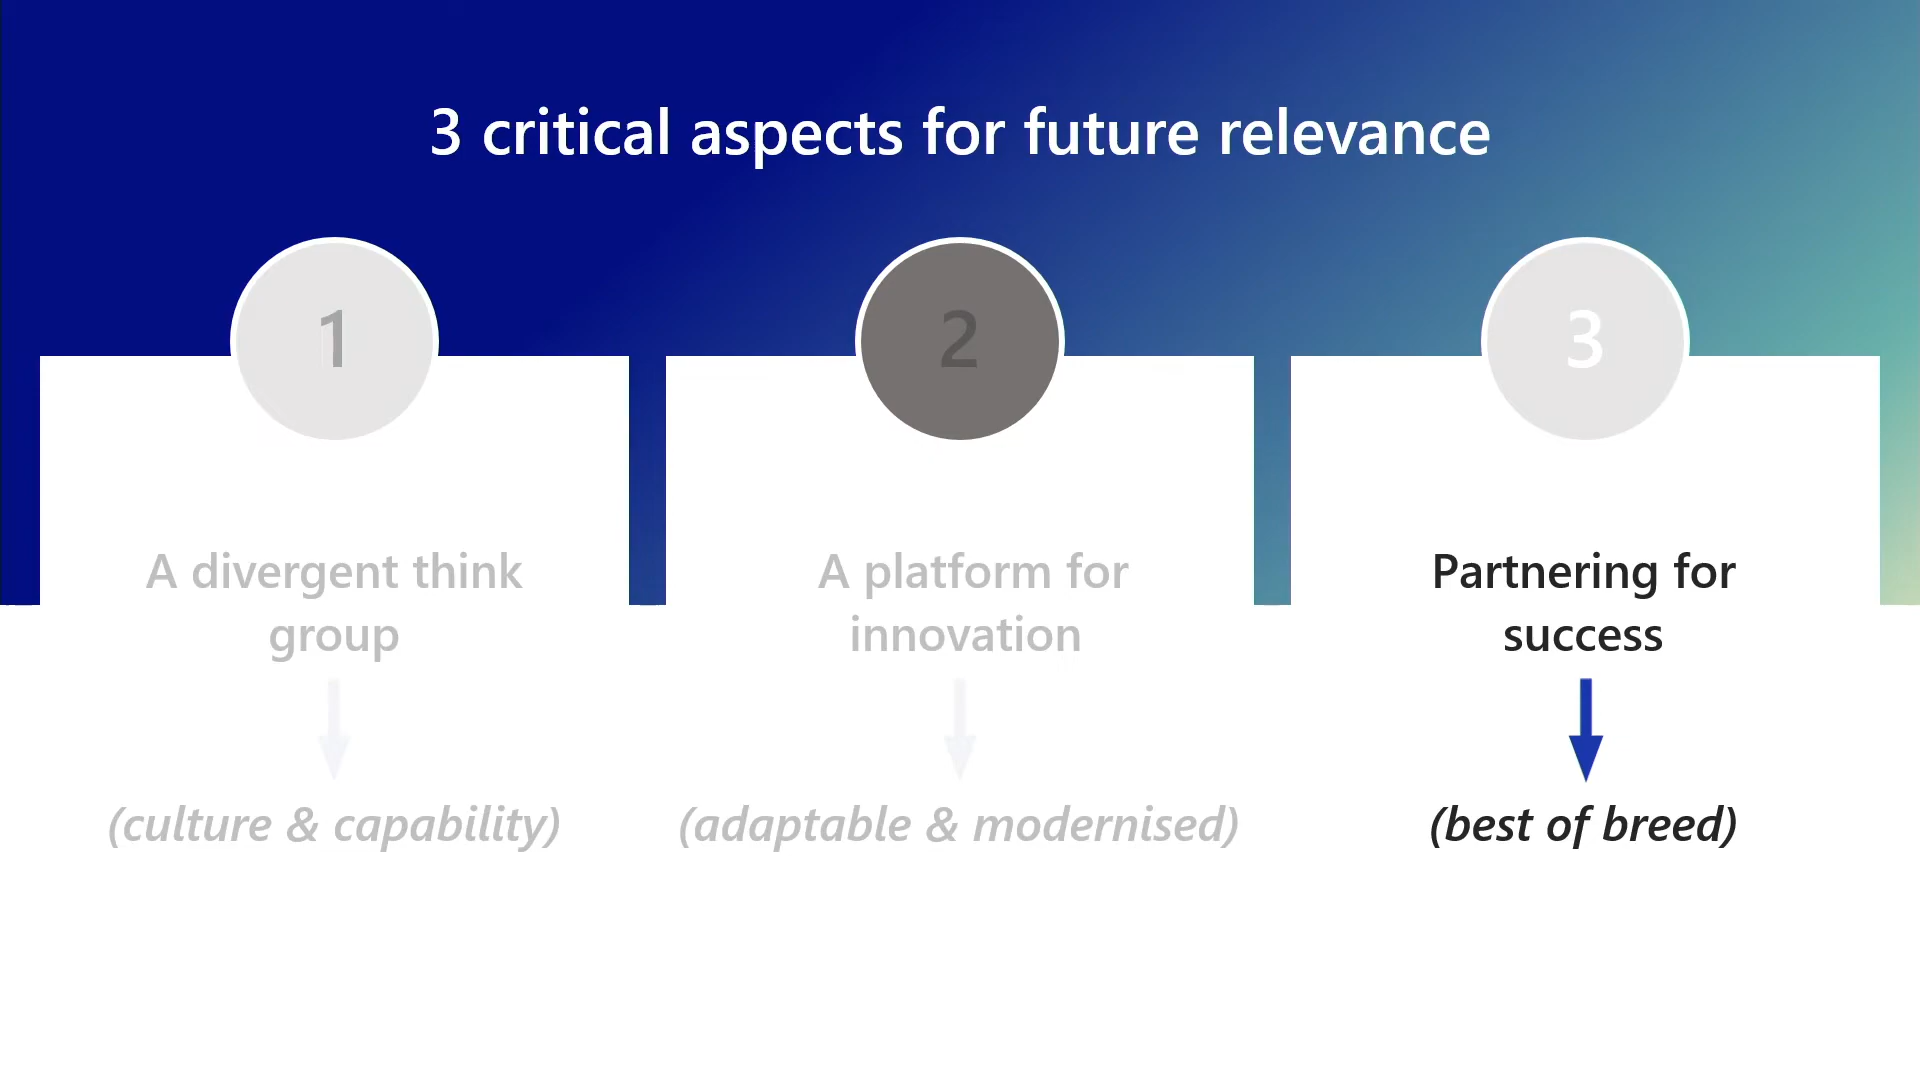 3 critical aspects for future relevance
1
2
3
A divergent think
group
A platform for
innovation
Partnering for
success
(culture & capability)
(adaptable & modernised)
(best of breed)